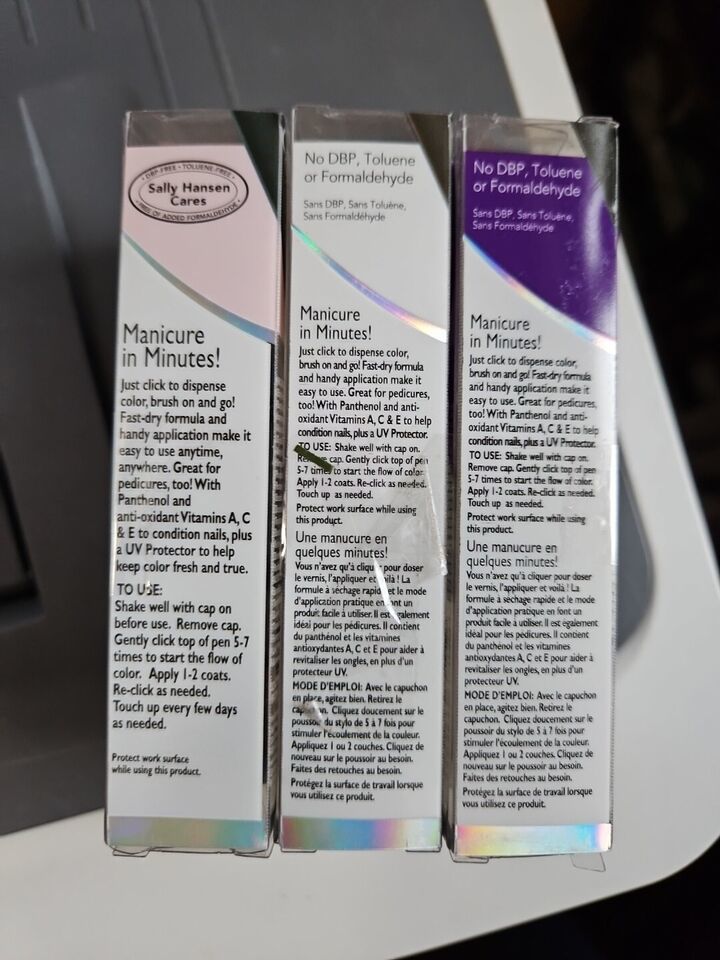 DBP-FREE • TOLUENE-FREE
Sally Hansen
Cares
FREE OF ADDED FORMALDEHYDE
Manicure
in Minutes!
Just click to dispense
color, brush on and go!
Fast-dry formula and
handy application make it
easy to use anytime,
anywhere. Great for
pedicures, too! With
Panthenol and
anti-oxidant Vitamins A, C
& E to condition nails, plus
a UV Protector to help
keep color fresh and true.
TO USE:
Shake well with cap on
before use. Remove cap.
Gently click top of pen 5-7
times to start the flow of
color. Apply 1-2 coats.
Re-click as needed.
Touch up every few days
as needed.
Protect work surface
while using this product.
No DBP, Toluene
or Formaldehyde
Sans DBP, Sans Toluène,
Sans Formaldéhyde
Manicure
in Minutes!
Just click to dispense color,
brush on and go! Fast-dry formula
and handy application make it
easy to use. Great for pedicures,
too! With Panthenol and anti-
oxidant Vitamins A, C & E to help
condition nails, plus a UV Protector.
TO USE: Shake well with cap on.
Remove cap. Gently click top of pen
5-7 times to start the flow of color.
Apply 1-2 coats. Re-click as needed.
Touch up as needed.
Protect work surface while using
this product.
Une manucure en
quelques minutes!
Vous n'avez qu'à cliquer pour doser
le vernis, l'appliquer et voilà ! La
formule à séchage rapide et le mode
d'application pratique en font un
produit facile à utiliser. Il est également
idéal pour les pédicures. Il contient
du panthénol et les vitamines
antioxydantes A, C et E pour aider à
revitaliser les ongles, en plus d'un
protecteur UV.
MODE D'EMPLOI: Avec le capuchon
en place, agitez bien. Retirez le
capuchon. Cliquez doucement sur le
poussoir du stylo de 5 à 7 fois pour
stimuler l'écoulement de la couleur.
Appliquez 1 ou 2 couches. Cliquez de
nouveau sur le poussoir au besoin.
Faites des retouches au besoin.
Protégez la surface de travail lorsque
vous utilisez ce produit.
No DBP, Toluene
or Formaldehyde
Sans DBP, Sans Toluène,
Sans Formaldéhyde
Manicure
in Minutes!
Just click to dispense color,
brush on and go! Fast-dry formula
and handy application make it
easy to use. Great for pedicures,
too! With Panthenol and anti-
oxidant Vitamins A, C & E to help
condition nails, plus a UV Protector.
TO USE: Shake well with cap on.
Remove cap. Gently click top of pen
5-7 times to start the flow of color.
Apply 1-2 coats. Re-click as needed.
Touch up as needed.
Protect work surface while using
this product.
Une manucure en
quelques minutes!
Vous n'avez qu'à cliquer pour doser
le vernis, l'appliquer et voilà ! La
formule à séchage rapide et le mode
d'application pratique en font un
produit facile à utiliser. Il est également
idéal pour les pédicures. Il contient
du panthénol et les vitamines
antioxydantes A, C et E pour aider à
revitaliser les ongles, en plus d'un
protecteur UV.
MODE D'EMPLOI: Avec le capuchon
en place, agitez bien. Retirez le
capuchon. Cliquez doucement sur le
poussoir du stylo de 5 à 7 fois pour
stimuler l'écoulement de la couleur.
Appliquez 1 ou 2 couches. Cliquez de
nouveau sur le poussoir au besoin.
Faites des retouches au besoin.
Protégez la surface de travail lorsque
vous utilisez ce produit.